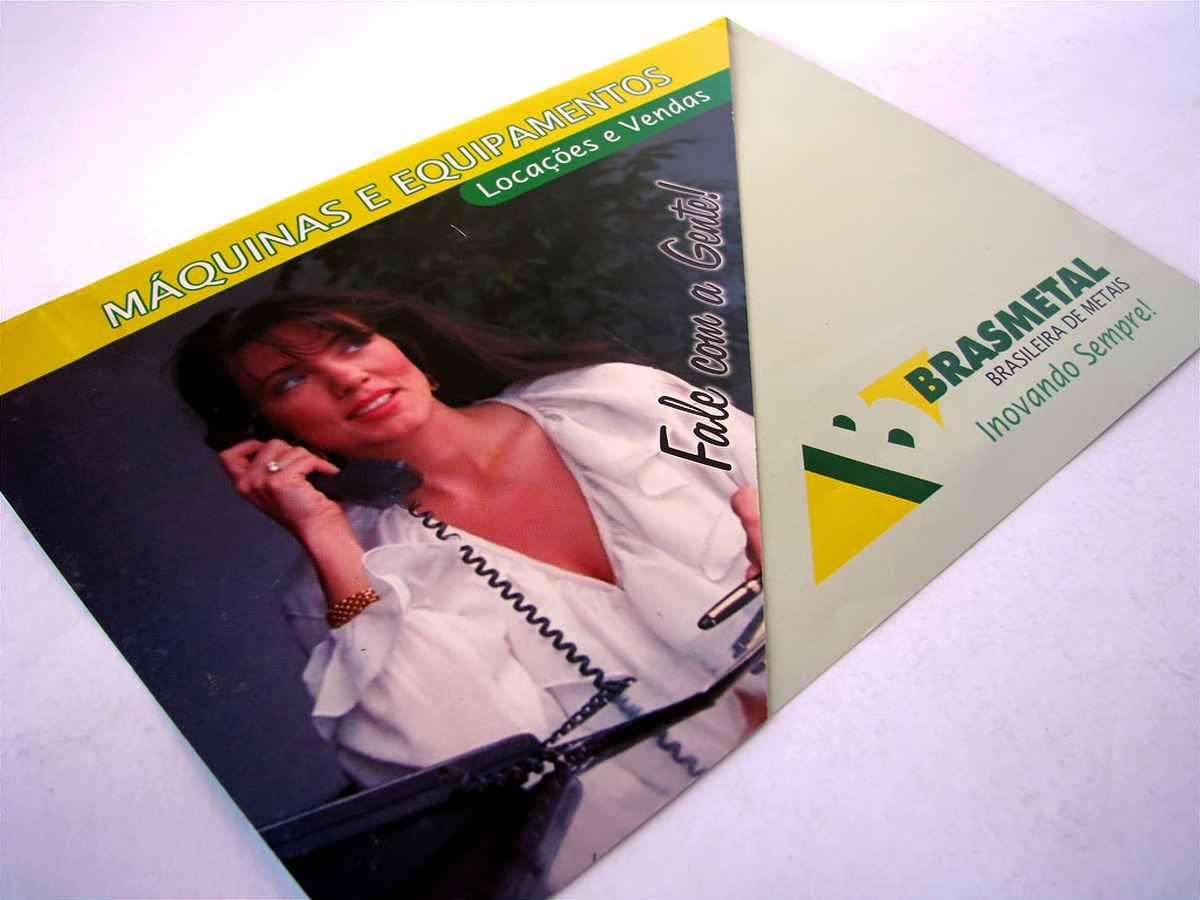 MÁQUINAS E EQUIPAMENTOS
Locações e Vendas
Fale com a Gente!
BRASMETAL
BRASILEIRA DE METAIS
Inovando Sempre!